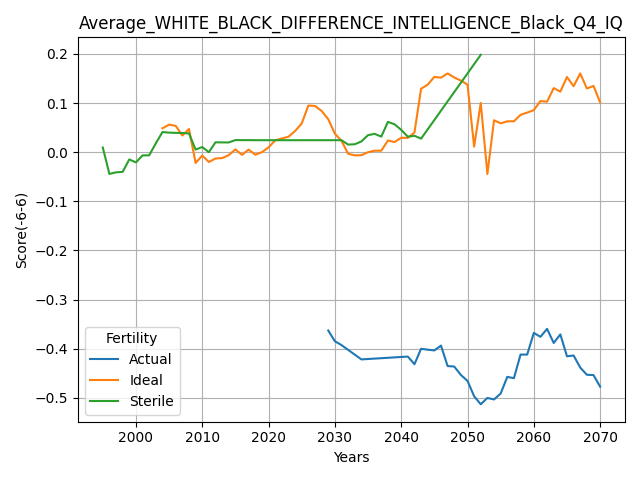 Average_WHITE_BLACK_DIFFERENCE_INTELLIGENCE_Black_Q4_IQ
0.2
0.1
0.0
−0.1
−0.2
−0.3
−0.4
−0.5
Score(-6-6)
Fertility
Actual
Ideal
Sterile
2000
2010
2020
2030
2040
2050
2060
2070
Years